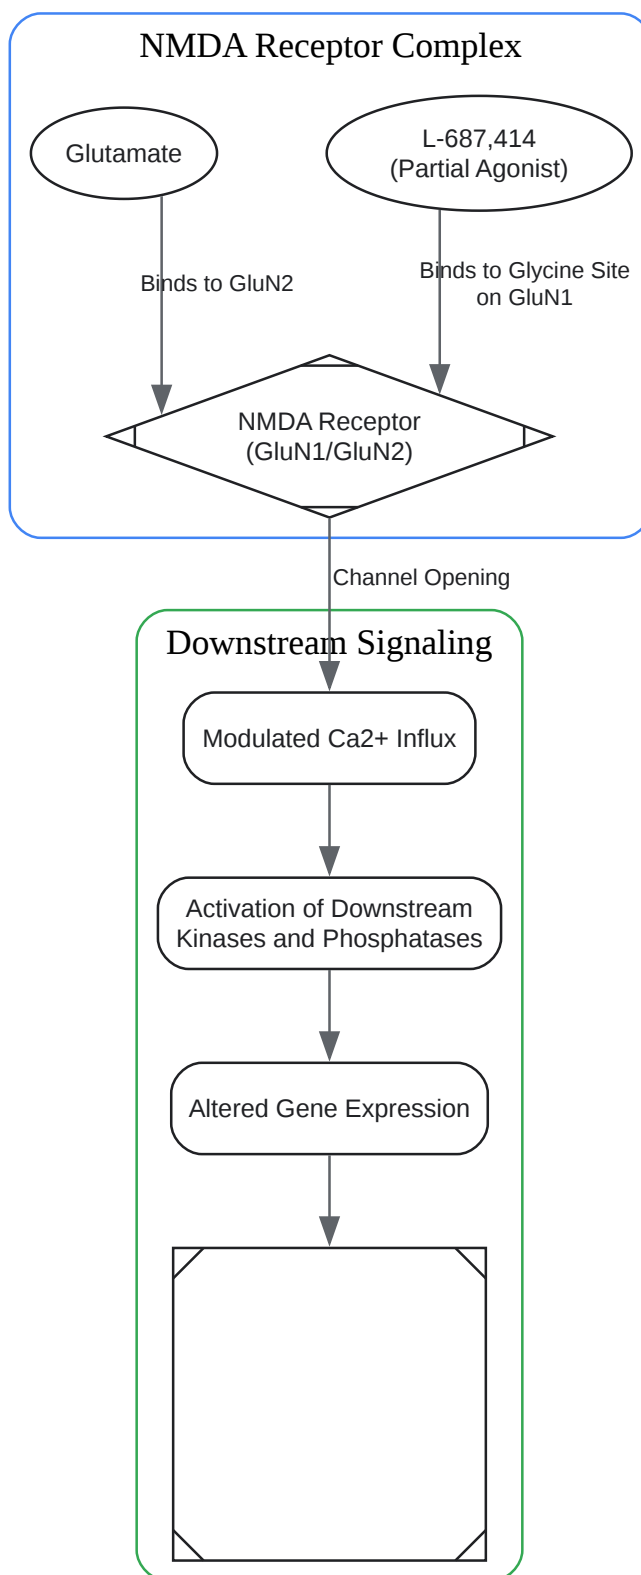 NMDA Receptor Complex
Glutamate
L-687,414
(Partial Agonist)
Binds to GluN2
Binds to Glycine Site
on GluN1
NMDA Receptor
(GluN1/GluN2)
Channel Opening
Downstream Signaling
Modulated Ca2+ Influx
Activation of Downstream
Kinases and Phosphatases
Altered Gene Expression